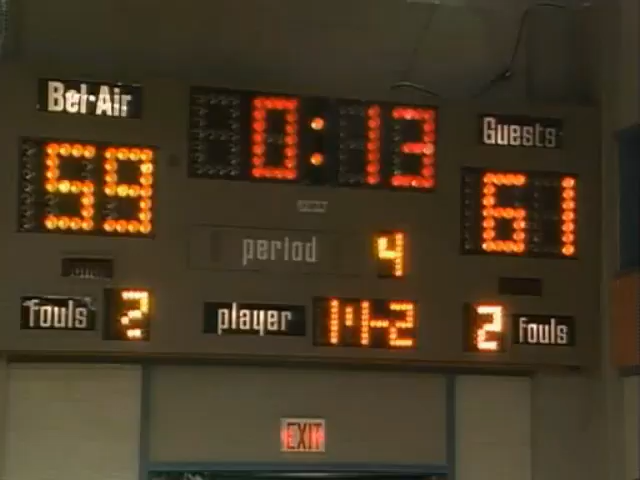 Bel-Air
0:13
Guests
59
61
period 4
fouls 2
player 14-2
2 fouls
EXIT